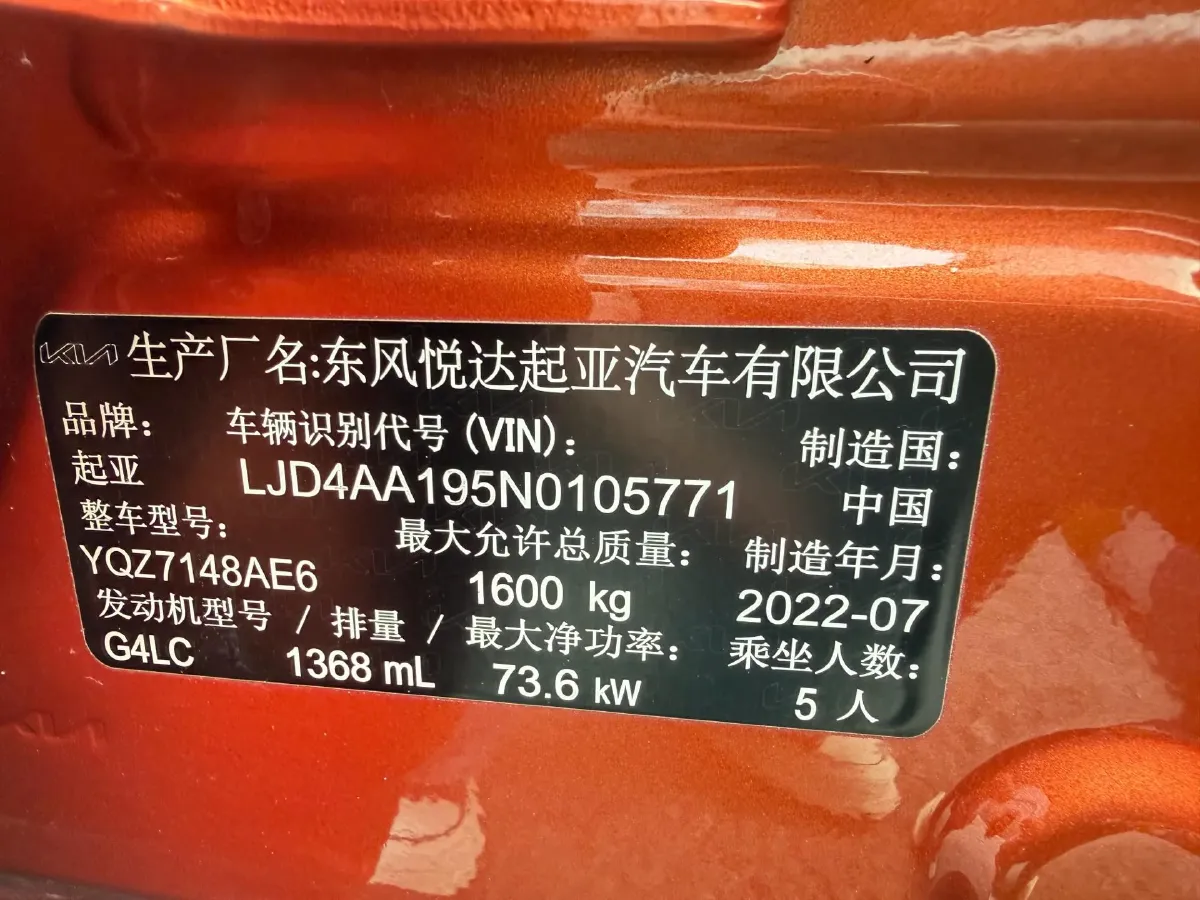 KIA 生产厂名:东风悦达起亚汽车有限公司
品牌: 车辆识别代号 (VIN): 制造国:
起亚 LJD4AA195N0105771 中国
整车型号: 最大允许总质量: 制造年月:
YQZ7148AE6 1600 kg 2022-07
发动机型号 / 排量 / 最大净功率: 乘坐人数:
G4LC 1368 mL 73.6 kW 5 人